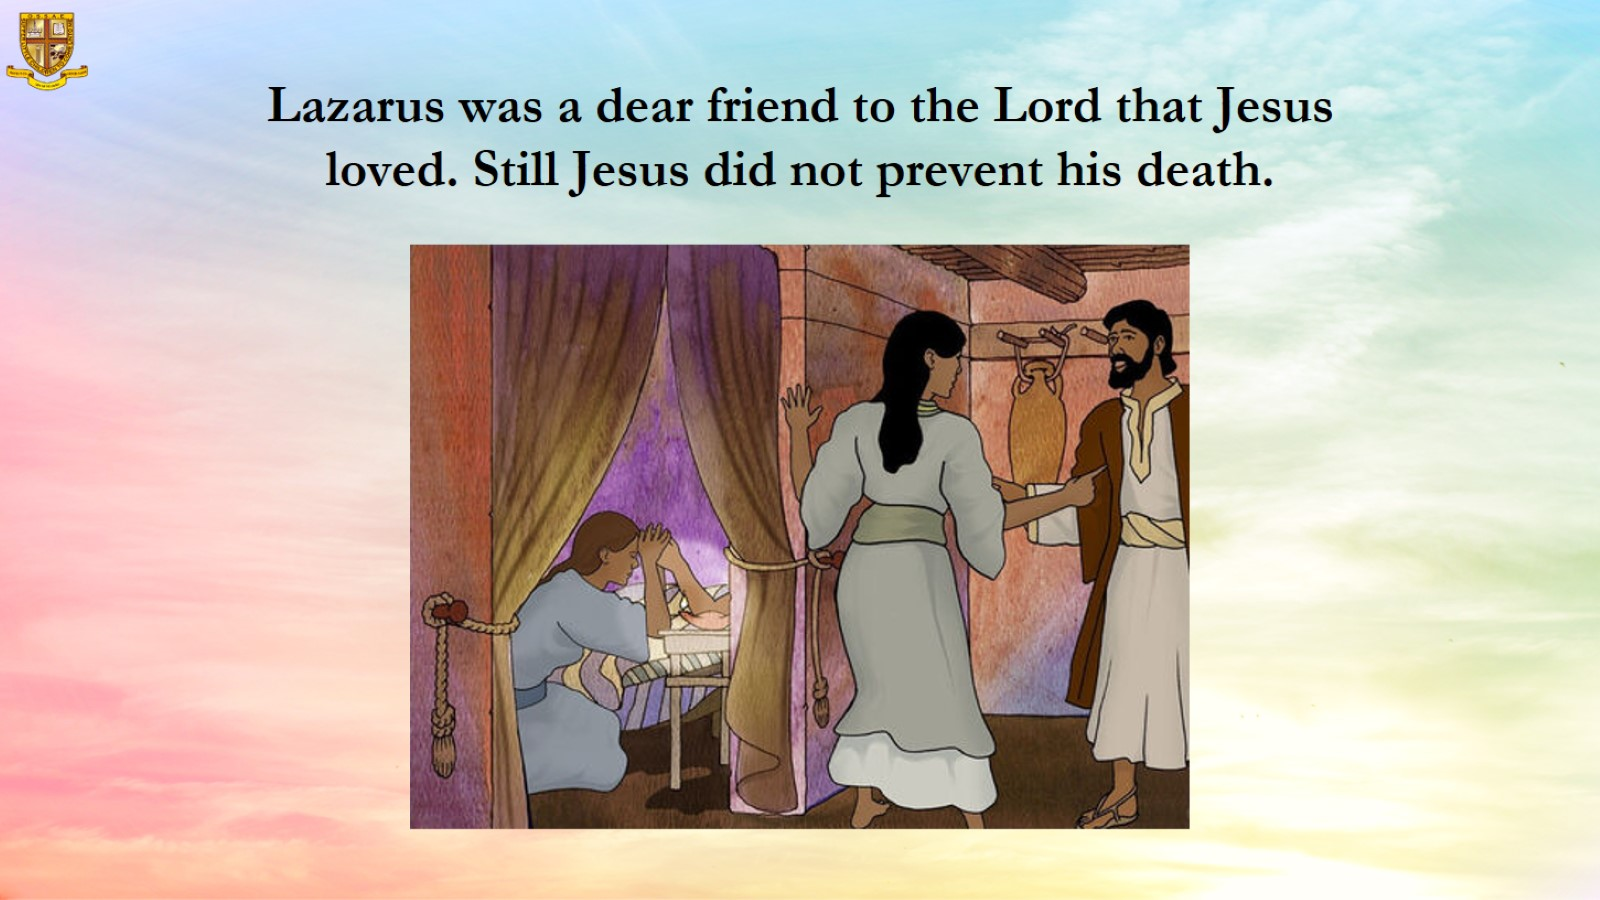 Lazarus was a dear friend to the Lord that Jesus
loved. Still Jesus did not prevent his death.